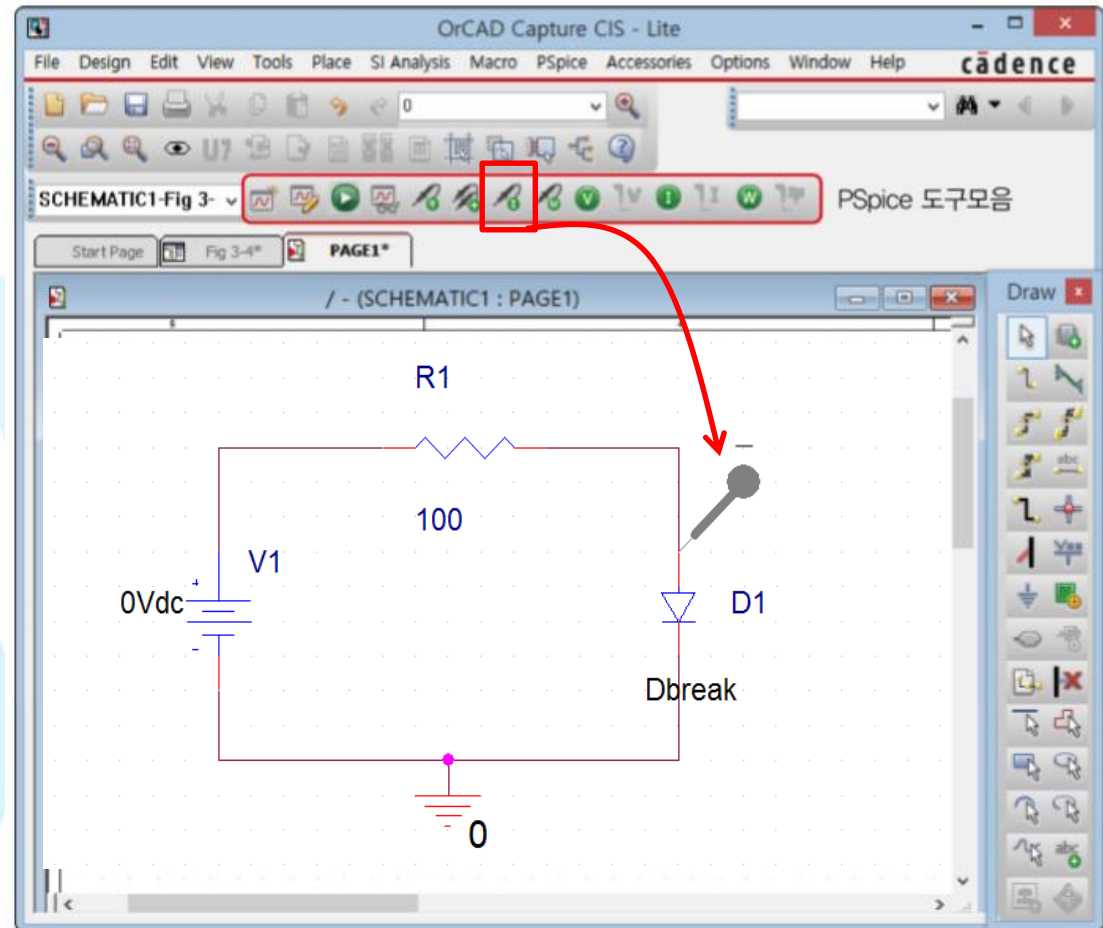 OrCAD Capture CIS - Lite
File Design Edit View Tools Place SI Analysis Macro PSpice Accessories Options Window Help cādence
0
U?
SCHEMATIC1-Fig 3- V V I I W PSpice 도구모음
Start Page Fig 3-4* PAGE1*
/ - (SCHEMATIC1 : PAGE1) Draw
R1
100
V1
+
0Vdc
-
D1
Dbreak
0
abc
abc